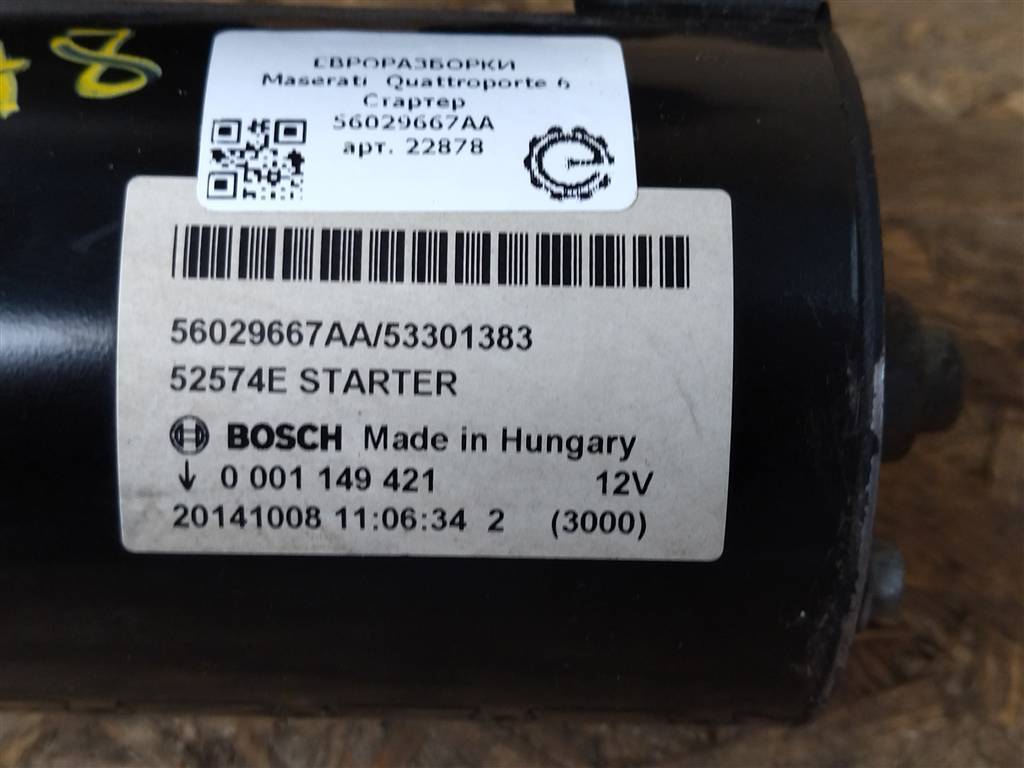 ЕВРОРАЗБОРКИ
Maserati Quattroporte 6
Стартер
56029667AA
арт. 22878
56029667AA/53301383
52574E STARTER
BOSCH Made in Hungary
↓ 0 001 149 421 12V
20141008 11:06:34 2 (3000)